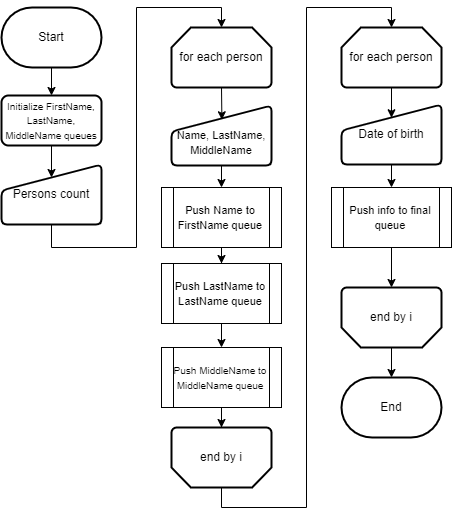 Start
Initialize FirstName,
LastName,
MiddleName queues
Persons count
for each person
Name, LastName,
MiddleName
Push Name to
FirstName queue
Push LastName to
LastName queue
Push MiddleName to
MiddleName queue
end by i
for each person
Date of birth
Push info to final
queue
end by i
End